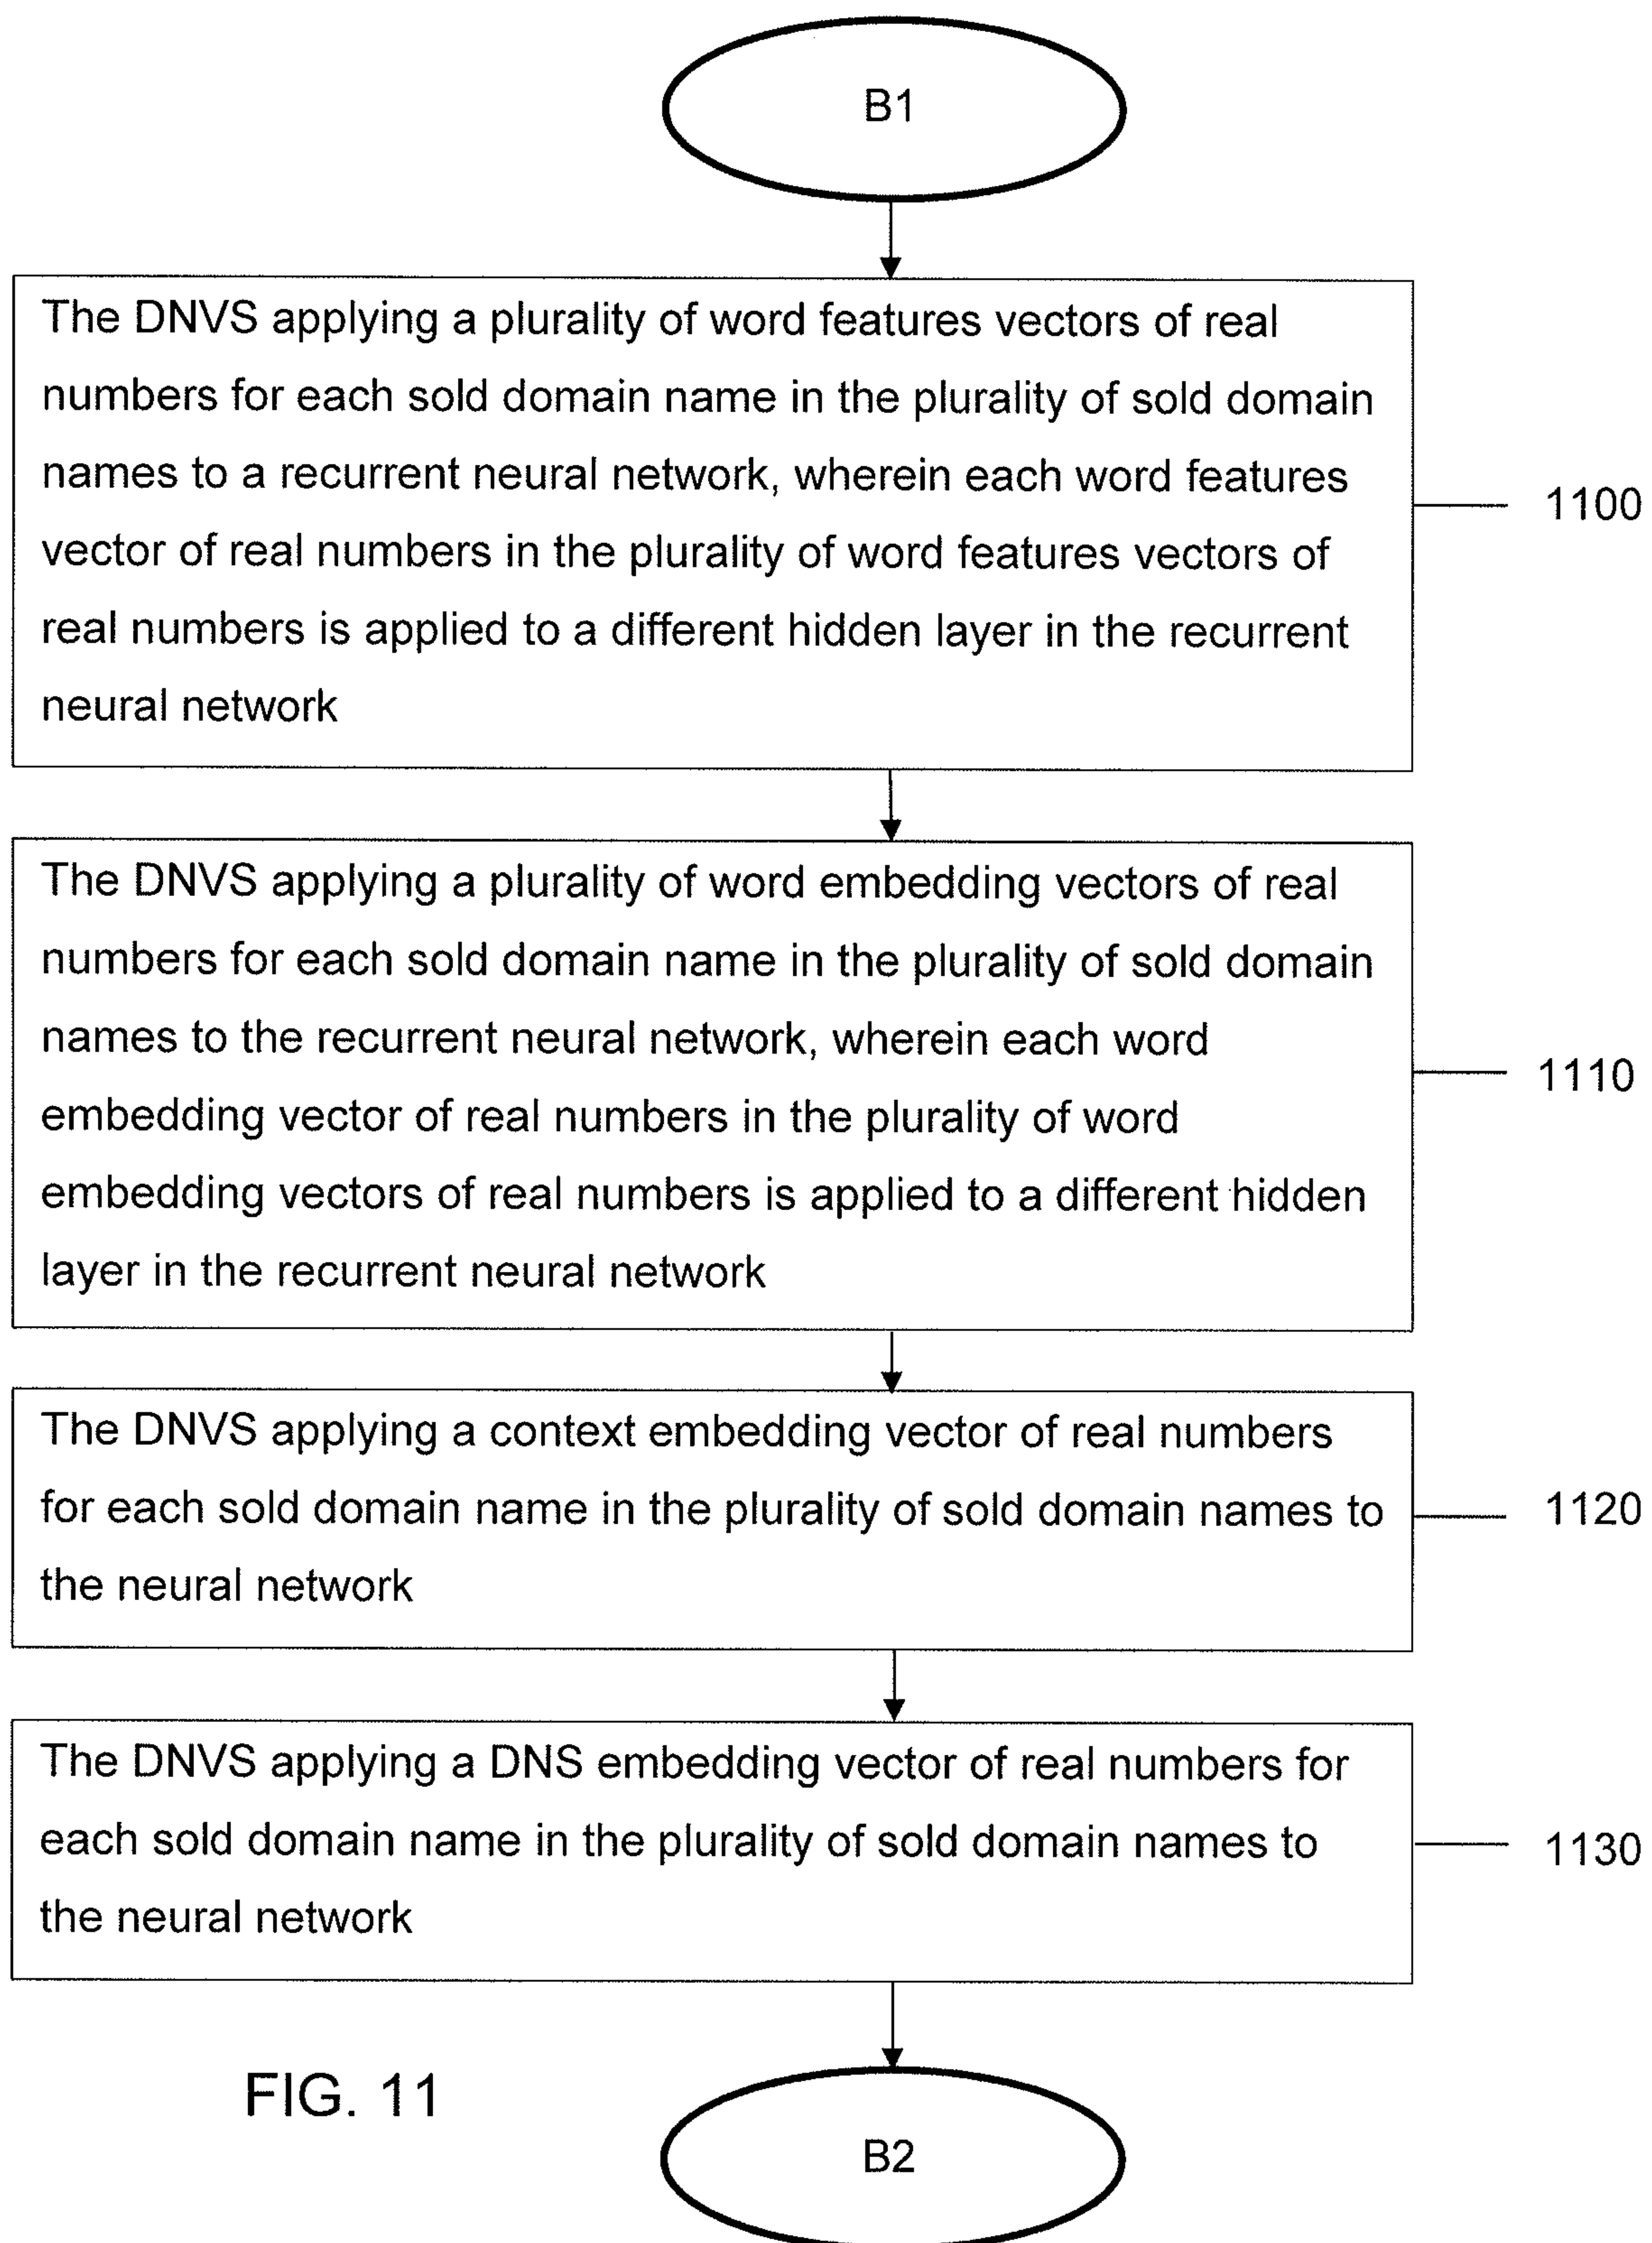 B1
The DNVS applying a plurality of word features vectors of real
numbers for each sold domain name in the plurality of sold domain
names to a recurrent neural network, wherein each word features
vector of real numbers in the plurality of word features vectors of
real numbers is applied to a different hidden layer in the recurrent
neural network
1100
The DNVS applying a plurality of word embedding vectors of real
numbers for each sold domain name in the plurality of sold domain
names to the recurrent neural network, wherein each word
embedding vector of real numbers in the plurality of word
embedding vectors of real numbers is applied to a different hidden
layer in the recurrent neural network
1110
The DNVS applying a context embedding vector of real numbers
for each sold domain name in the plurality of sold domain names to
the neural network
1120
The DNVS applying a DNS embedding vector of real numbers for
each sold domain name in the plurality of sold domain names to
the neural network
1130
FIG. 11
B2